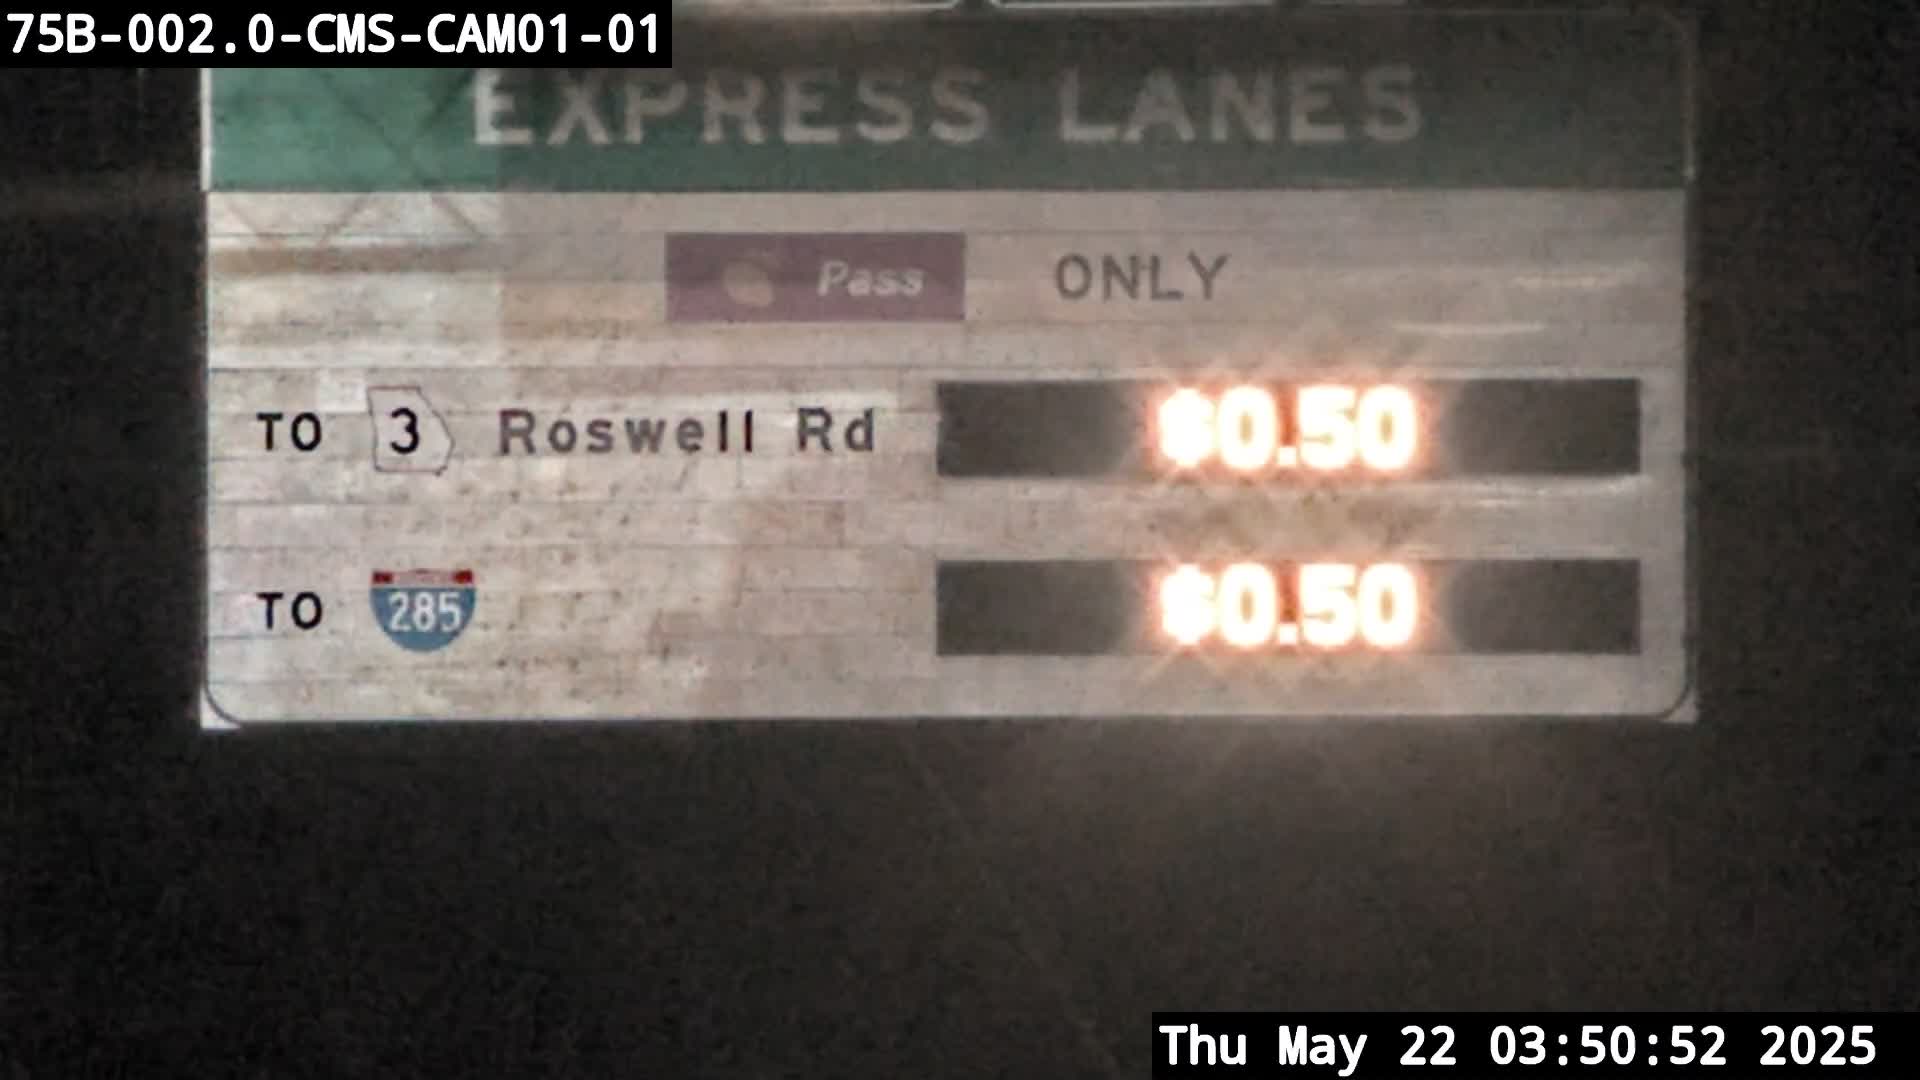 75B-002.0-CMS-CAM01-01
EXPRESS LANES
Pass ONLY
TO 3 Roswell Rd $0.50
TO 285 $0.50
Thu May 22 03:50:52 2025